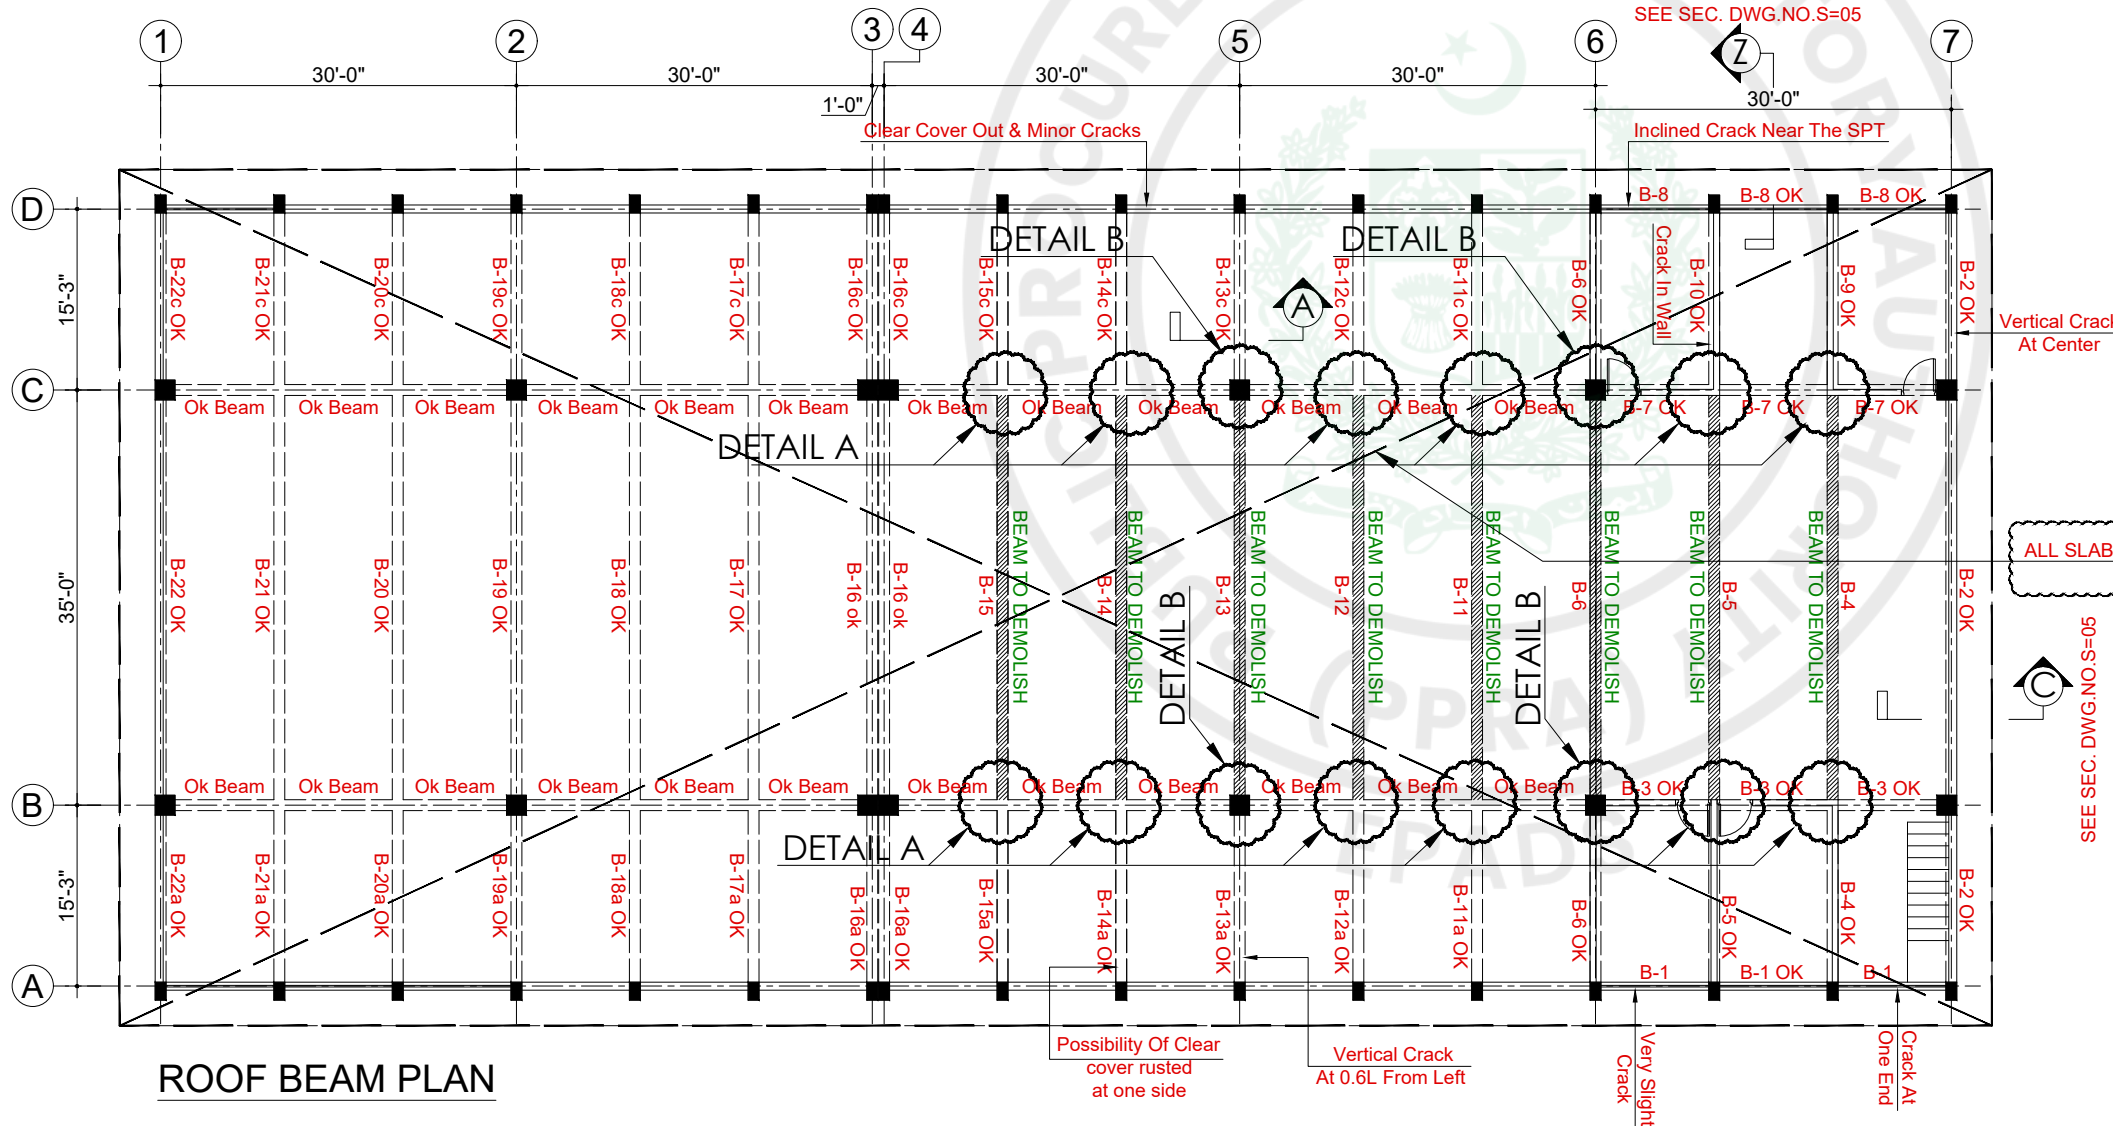 SEE SEC. DWG.NO.S=05
Z
1
2
3
4
5
6
7
30'-0"
30'-0"
30'-0"
30'-0"
30'-0"
1'-0"
Clear Cover Out & Minor Cracks
Inclined Crack Near The SPT
D
B-8
B-8 OK
B-8 OK
DETAIL B
DETAIL B
15'-3"
B-22c OK
B-21c OK
B-20c OK
B-19c OK
B-18c OK
B-17c OK
B-16c OK
B-16c OK
B-15c OK
B-14c OK
B-13c OK
B-12c OK
B-11c OK
B-6 OK
Crack In Wall
B-10 OK
B-9 OK
B-2 OK
A
Vertical Crack
At Center
C
Ok Beam
Ok Beam
Ok Beam
Ok Beam
Ok Beam
Ok Beam
Ok Beam
Ok Beam
Ok Beam
Ok Beam
Ok Beam
Ok Beam
B-7 OK
B-7 OK
B-7 OK
DETAIL A
35'-0"
B-22 OK
B-21 OK
B-20 OK
B-19 OK
B-18 OK
B-17 OK
B-16 ok
B-16 ok
B-15
BEAM TO DEMOLISH
B-14
BEAM TO DEMOLISH
B-13
BEAM TO DEMOLISH
B-12
BEAM TO DEMOLISH
B-11
BEAM TO DEMOLISH
B-6
BEAM TO DEMOLISH
B-5
BEAM TO DEMOLISH
B-4
BEAM TO DEMOLISH
B-2 OK
ALL SLAB
DETAIL B
DETAIL B
C
SEE SEC. DWG.NO.S=05
B
Ok Beam
Ok Beam
Ok Beam
Ok Beam
Ok Beam
Ok Beam
Ok Beam
Ok Beam
Ok Beam
Ok Beam
Ok Beam
Ok Beam
B-3 OK
B-3 OK
B-3 OK
DETAIL A
15'-3"
B-22a OK
B-21a OK
B-20a OK
B-19a OK
B-18a OK
B-17a OK
B-16a OK
B-16a OK
B-15a OK
B-14a OK
B-13a OK
B-12a OK
B-11a OK
B-6 OK
B-5 OK
B-4 OK
B-2 OK
A
B-1
B-1 OK
B-1
Possibility Of Clear
cover rusted
at one side
Vertical Crack
At 0.6L From Left
Very Slight
Crack
Crack At
One End
ROOF BEAM PLAN
(PPRA)
EPADS